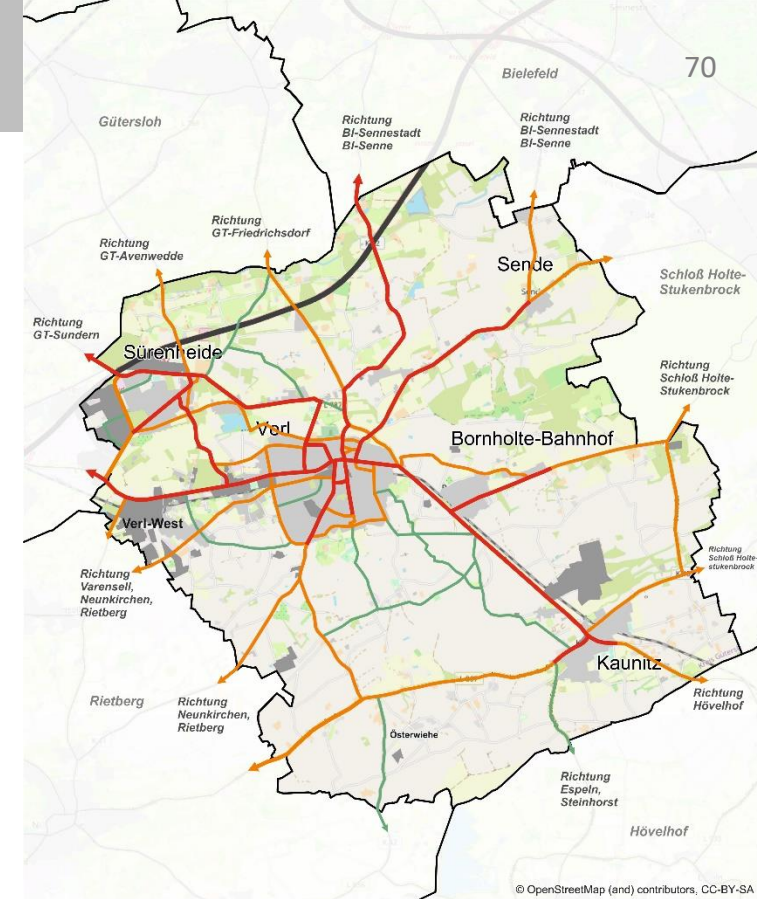 70
Bielefeld
Gütersloh
Richtung
BI-Sennestadt
BI-Senne
Richtung
BI-Sennestadt
BI-Senne
Richtung
GT-Friedrichsdorf
Richtung
GT-Avenwedde
Sende
Schloß Holte-
Stukenbrock
Richtung
GT-Sundern
Sürenheide
Richtung
Schloß Holte-
Stukenbrock
Verl
Bornholte-Bahnhof
Verl-West
Richtung
Schloß Holte-
stukenbrock
Richtung
Varensell,
Neunkirchen,
Rietberg
Kaunitz
Rietberg
Richtung
Neunkirchen,
Rietberg
Richtung
Hövelhof
Österwiehe
Richtung
Espeln,
Steinhorst
Hövelhof
© OpenStreetMap (and) contributors, CC-BY-SA